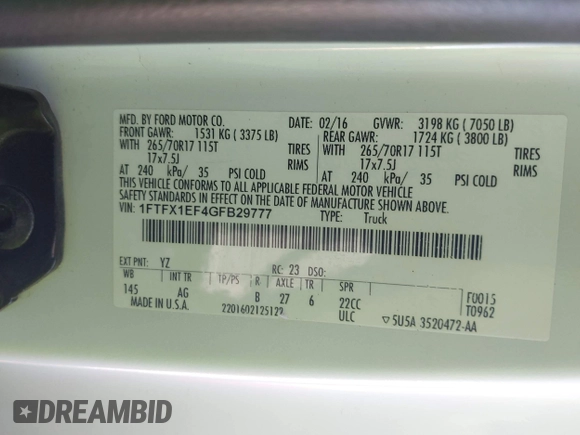 MFD. BY FORD MOTOR CO. DATE: 02/16 GVWR: 3198 KG ( 7050 LB)
FRONT GAWR: 1531 KG ( 3375 LB) REAR GAWR: 1724 KG ( 3800 LB)
WITH 265/70R17 115T TIRES WITH 265/70R17 115T TIRES
17x7.5J RIMS 17x7.5J RIMS
AT 240 kPa/ 35 PSI COLD AT 240 kPa/ 35 PSI COLD
THIS VEHICLE CONFORMS TO ALL APPLICABLE FEDERAL MOTOR VEHICLE
SAFETY STANDARDS IN EFFECT ON THE DATE OF MANUFACTURE SHOWN ABOVE.
VIN: 1FTFX1EF4GFB29777 TYPE: Truck
EXT PNT: YZ RC: 23 DSO:
WB INT TR TP/PS R AXLE TR SPR
145 AG B 27 6 22CC
F0015
T0962
MADE IN U.S.A. ULC
5U5A 3520472-AA
DREAMBID